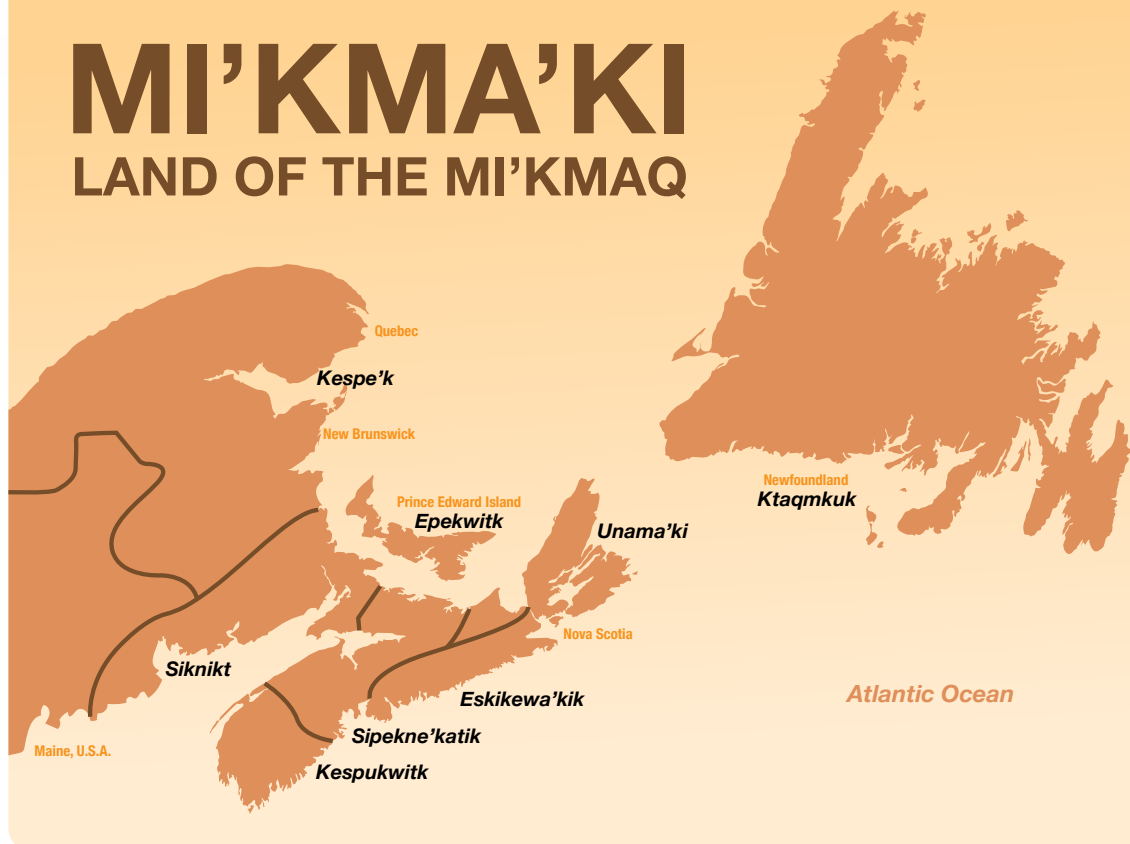 MI’KMA’KI
LAND OF THE MI’KMAQ
Quebec
Kespe’k
New Brunswick
Prince Edward Island
Epekwitk
Unama’ki
Newfoundland
Ktaqmkuk
Nova Scotia
Siknikt
Eskikewa’kik
Atlantic Ocean
Sipekne’katik
Maine, U.S.A.
Kespukwitk